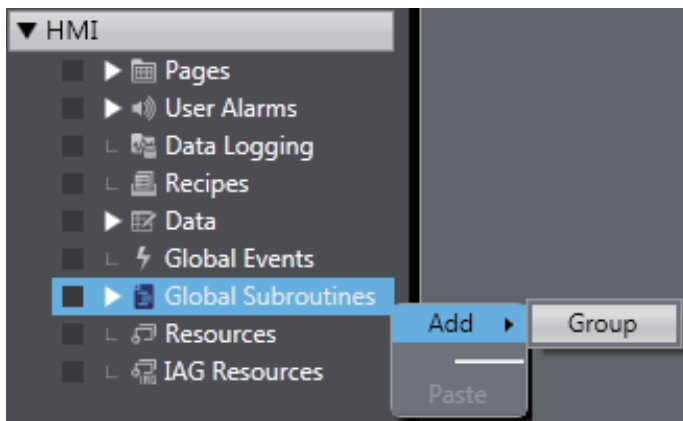 HMI
Pages
User Alarms
Data Logging
Recipes
Data
Global Events
Global Subroutines
Add Group
Resources
IAG Resources
Paste